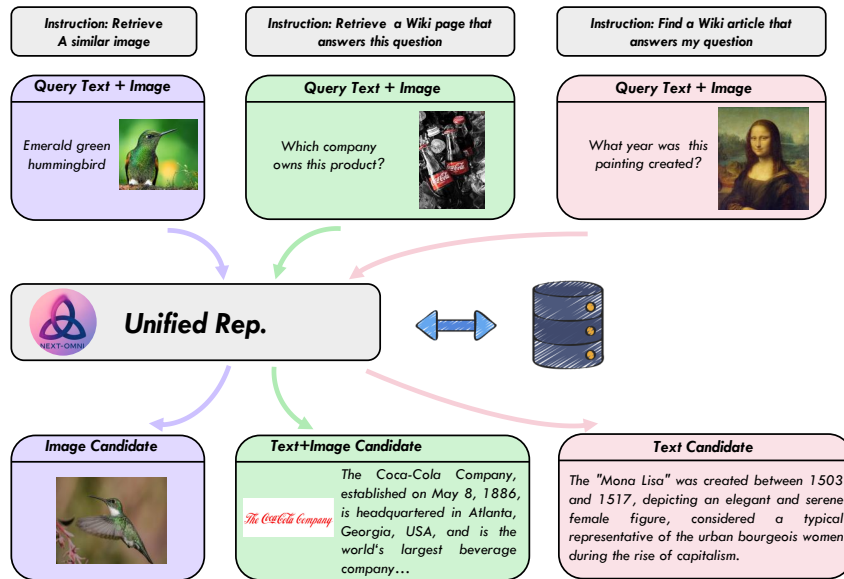 Instruction: Retrieve
A similar image
Instruction: Retrieve a Wiki page that
answers this question
Instruction: Find a Wiki article that
answers my question
Query Text + Image
Emerald green
hummingbird
Query Text + Image
Which company
owns this product?
Coca-Cola
Query Text + Image
What year was this
painting created?
NEXT-OMNI
Unified Rep.
Image Candidate
Text+Image Candidate
The Coca-Cola Company
The Coca-Cola Company,
established on May 8, 1886,
is headquartered in Atlanta,
Georgia, USA, and is the
world's largest beverage
company...
Text Candidate
The "Mona Lisa" was created between 1503
and 1517, depicting an elegant and serene
female figure, considered a typical
representative of the urban bourgeois women
during the rise of capitalism.